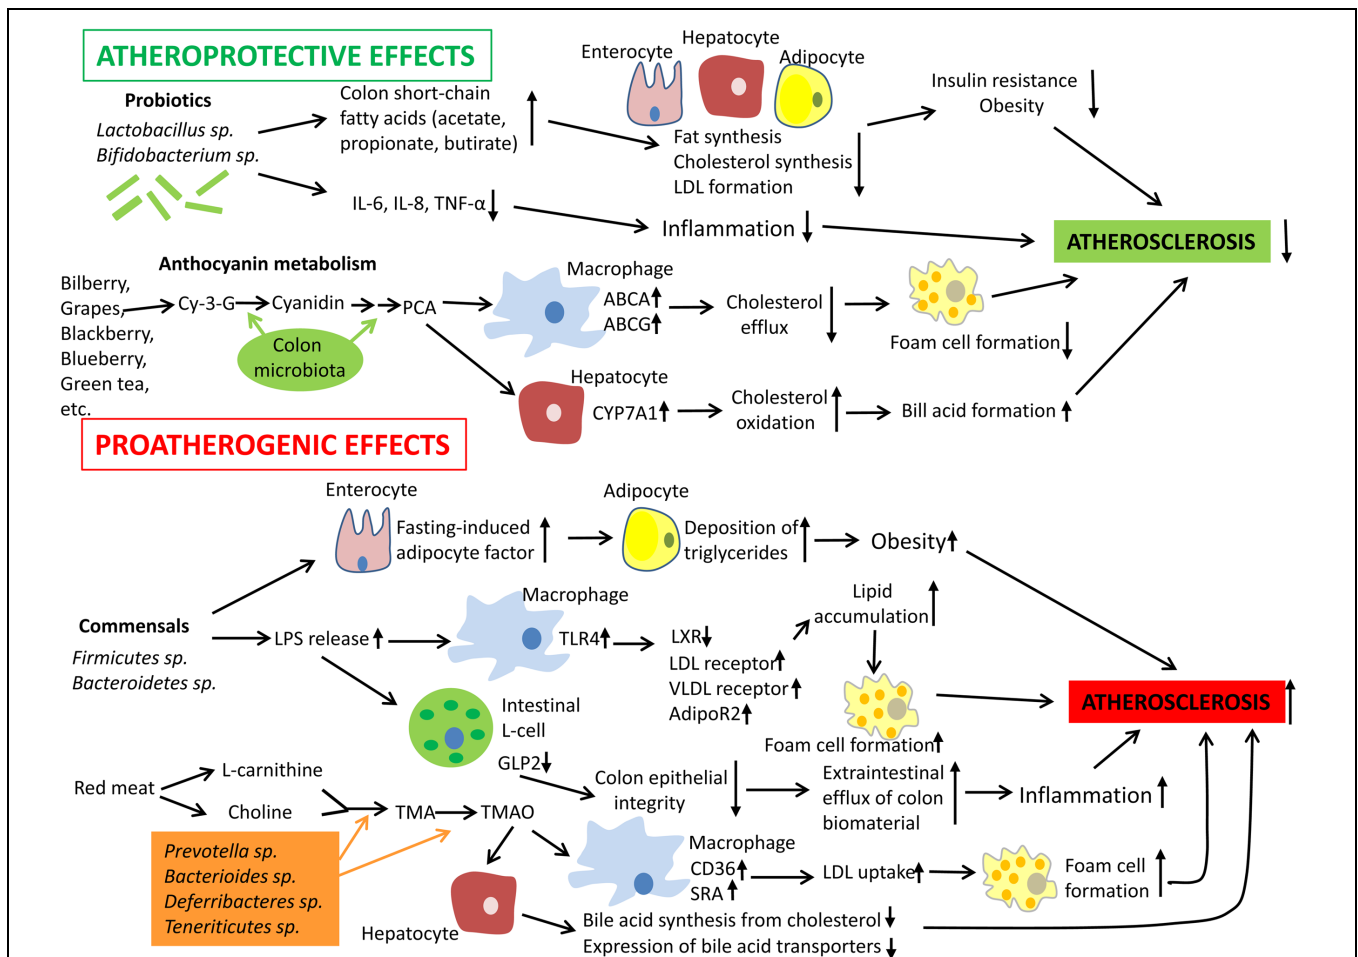 ATHEROPROTECTIVE EFFECTS
Probiotics
Lactobacillus sp.
Bifidobacterium sp.
Colon short-chain
fatty acids (acetate,
propionate, butirate)
IL-6, IL-8, TNF-α
Enterocyte
Hepatocyte
Adipocyte
Fat synthesis
Cholesterol synthesis
LDL formation
Insulin resistance
Obesity
Inflammation
ATHEROSCLEROSIS
Anthocyanin metabolism
Bilberry,
Grapes,
Blackberry,
Blueberry,
Green tea,
etc.
Cy-3-G
Cyanidin
PCA
Colon
microbiota
Macrophage
ABCA
ABCG
Cholesterol
efflux
Foam cell formation
Hepatocyte
CYP7A1
Cholesterol
oxidation
Bill acid formation
PROATHEROGENIC EFFECTS
Enterocyte
Fasting-induced
adipocyte factor
Adipocyte
Deposition of
triglycerides
Obesity
Commensals
Firmicutes sp.
Bacteroidetes sp.
LPS release
Macrophage
TLR4
LXR
LDL receptor
VLDL receptor
AdipoR2
Lipid
accumulation
Foam cell formation
ATHEROSCLEROSIS
Intestinal
L-cell
GLP2
Colon epithelial
integrity
Extraintestinal
efflux of colon
biomaterial
Inflammation
Red meat
L-carnithine
Choline
TMA
TMAO
Prevotella sp.
Bacterioides sp.
Deferribacteres sp.
Teneriticutes sp.
Macrophage
CD36
SRA
LDL uptake
Foam cell
formation
Hepatocyte
Bile acid synthesis from cholesterol
Expression of bile acid transporters